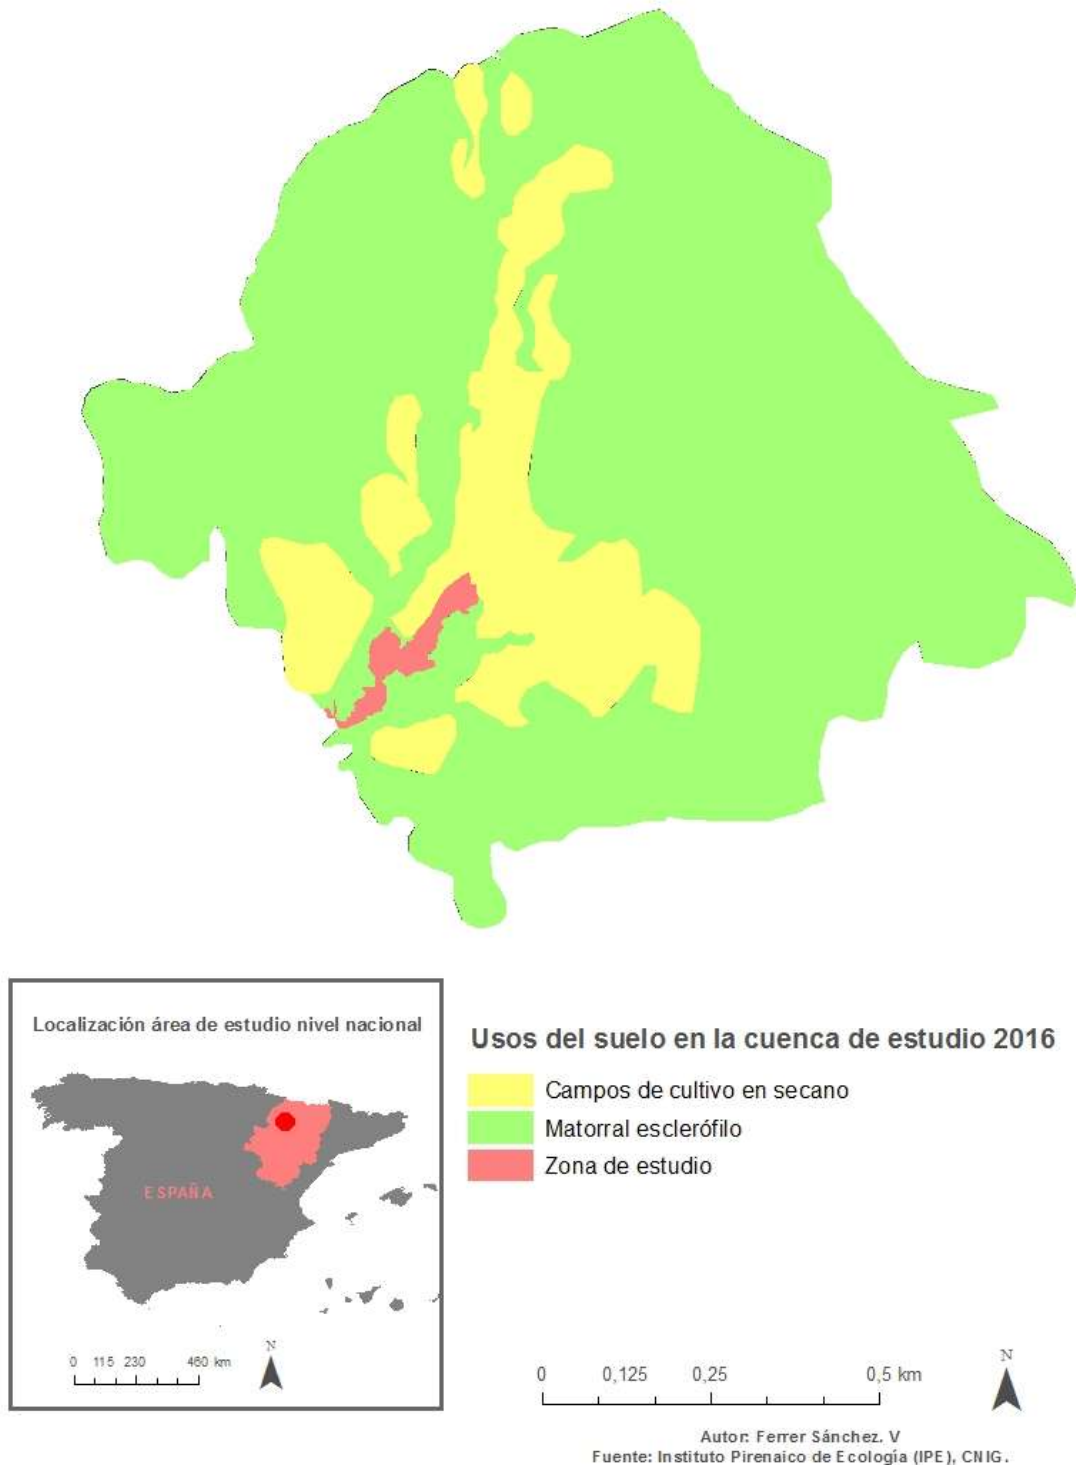 Localización área de estudio nivel nacional
ESPAÑA
0 115 230 460 km
N
Usos del suelo en la cuenca de estudio 2016
Campos de cultivo en secano
Matorral esclerófilo
Zona de estudio
0 0,125 0,25 0,5 km
N
Autor: Ferrer Sánchez. V
Fuente: Instituto Pirenaico de Ecología (IPE), CNIG.